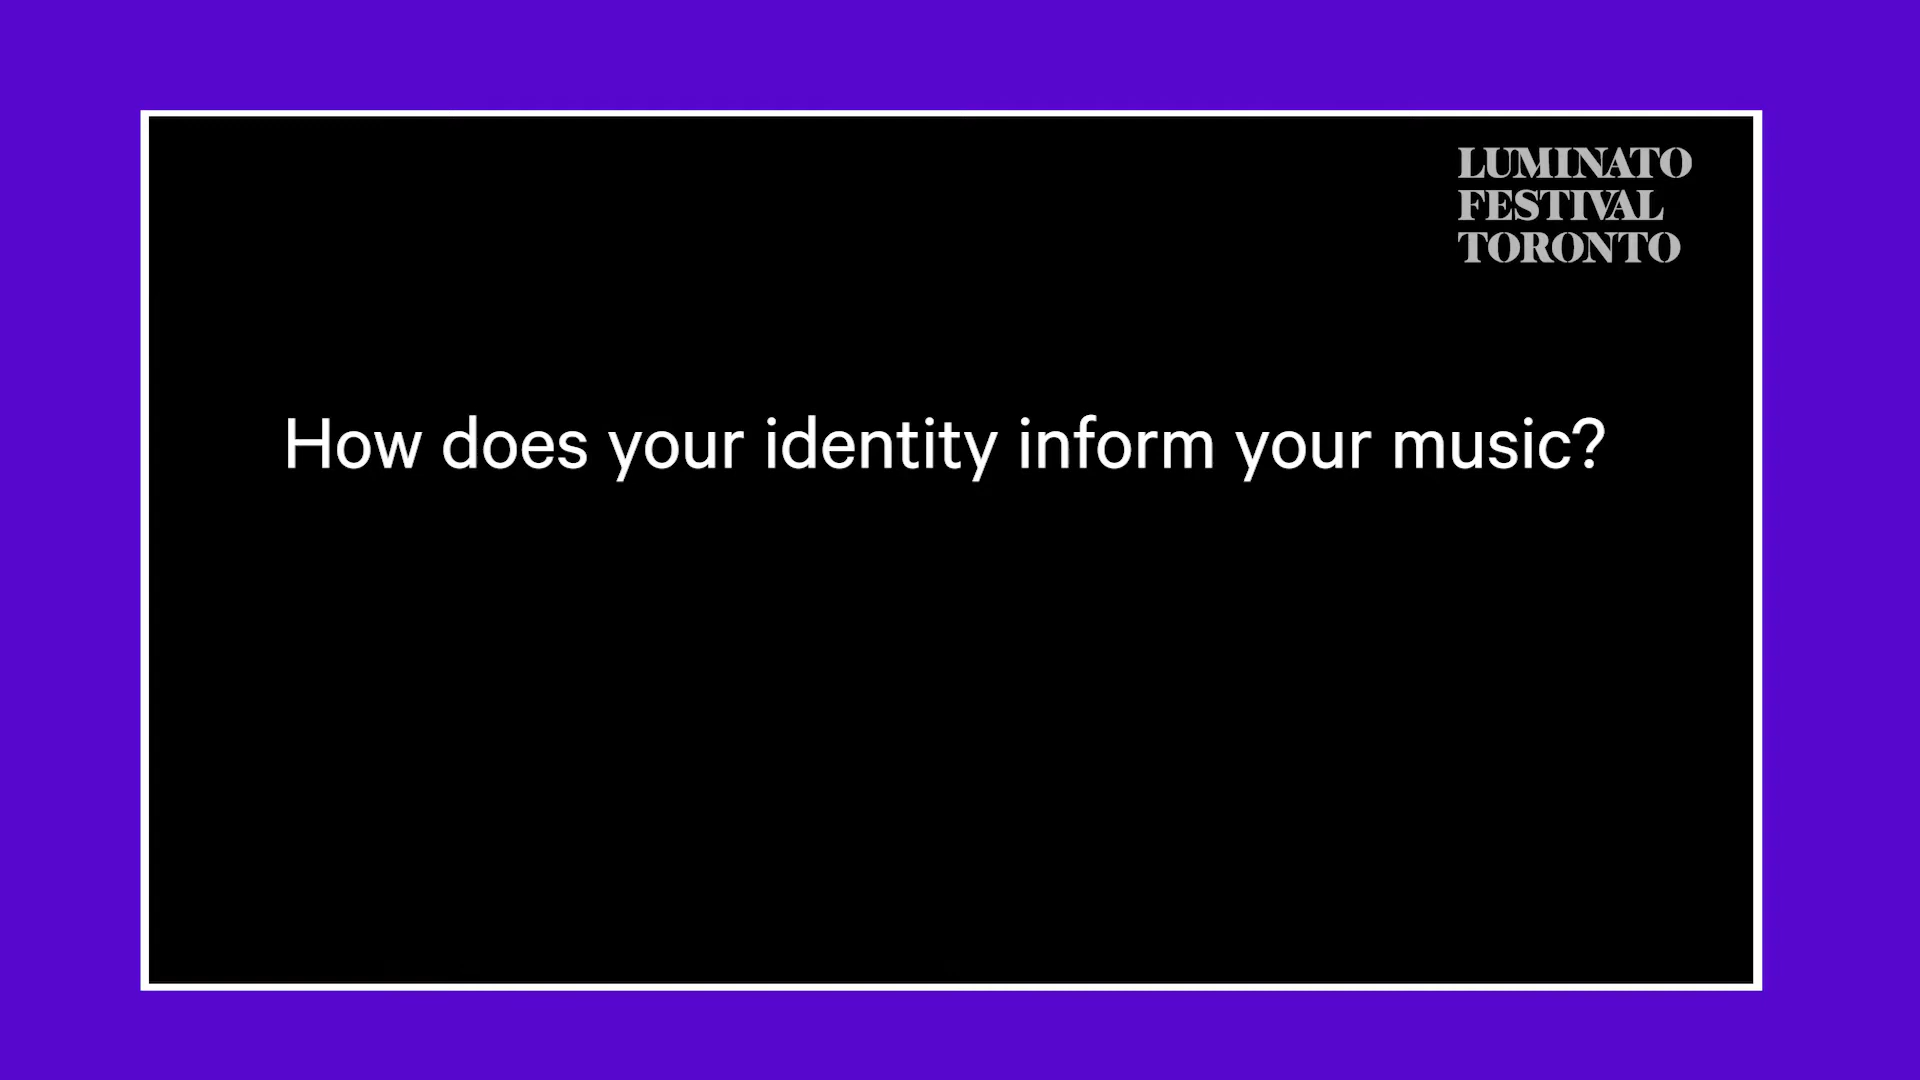 LUMINATO
FESTIVAL
TORONTO
How does your identity inform your music?